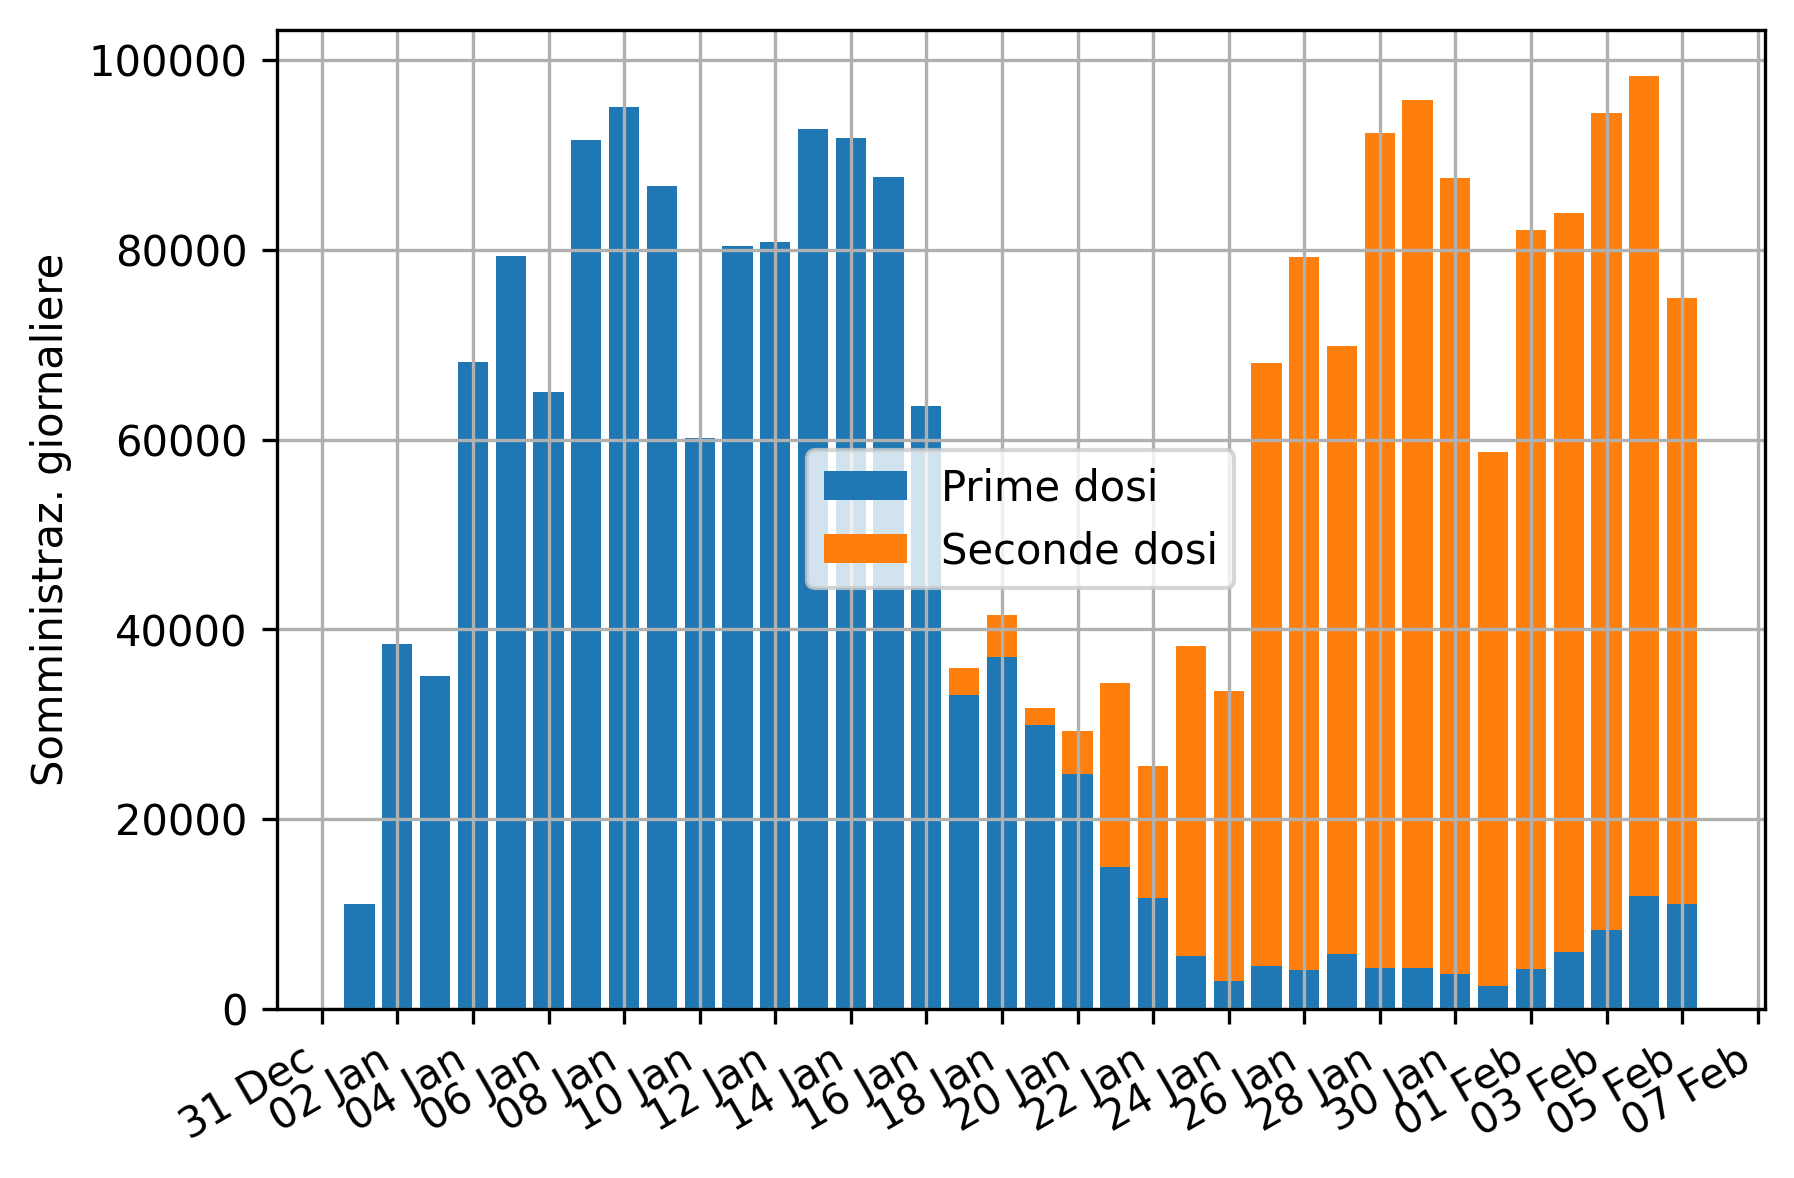 Somministraz. giornaliere
100000
80000
60000
40000
20000
0
Prime dosi
Seconde dosi
31 Dec
02 Jan
04 Jan
06 Jan
08 Jan
10 Jan
12 Jan
14 Jan
16 Jan
18 Jan
20 Jan
22 Jan
24 Jan
26 Jan
28 Jan
30 Jan
01 Feb
03 Feb
05 Feb
07 Feb